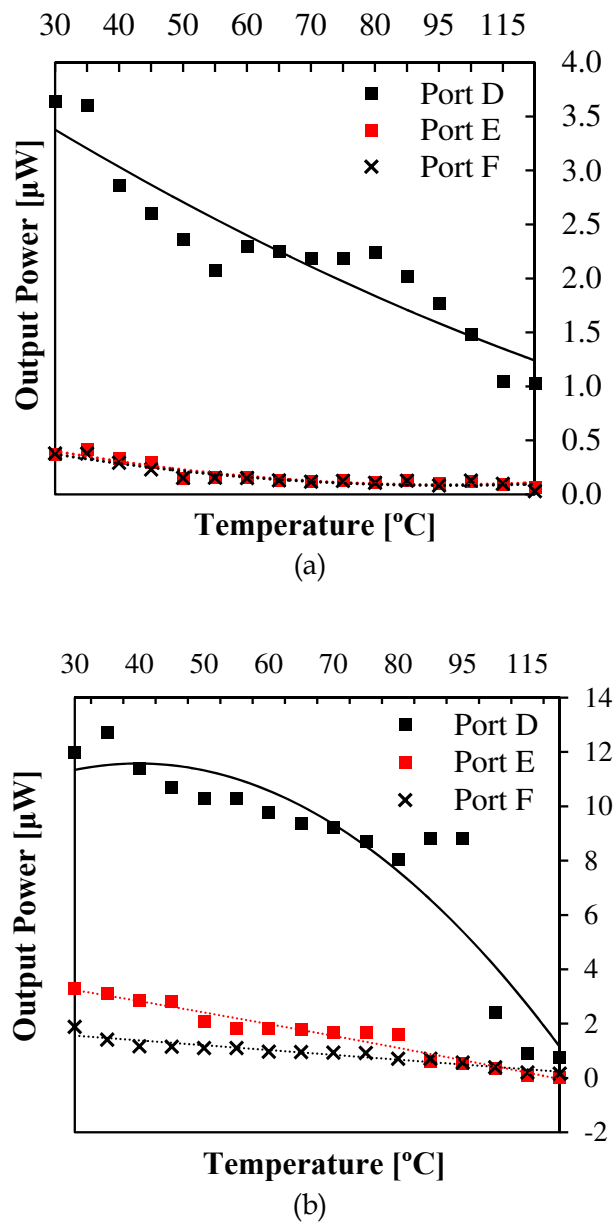 30 40 50 60 70 80 95 115
4.0
Port D
3.5
Port E
3.0
Port F
2.5
2.0
1.5
1.0
0.5
0.0
Output Power [µW]
Temperature [ºC]
(a)
30 40 50 60 70 80 95 115
14
Port D
12
Port E
10
Port F
8
6
4
2
0
-2
Output Power [µW]
Temperature [ºC]
(b)